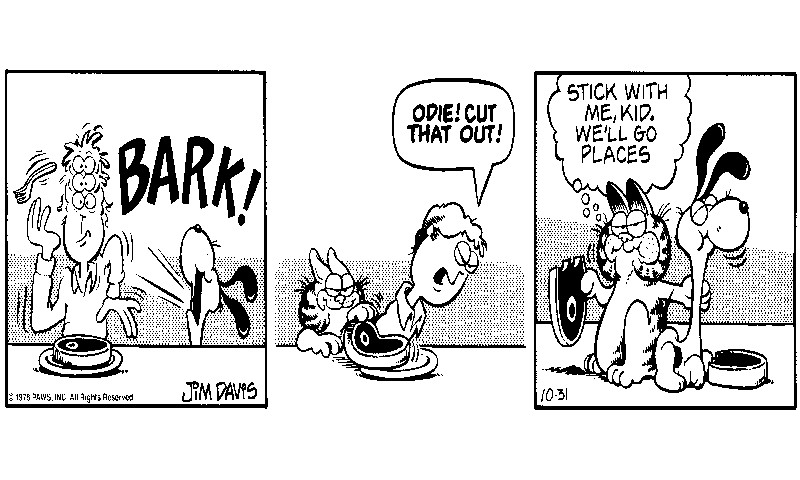 BARK!
© 1978 PAWS, INC. All Rights Reserved
JIM DAVIS
ODIE! CUT
THAT OUT!
STICK WITH
ME, KID.
WE'LL GO
PLACES
10-31